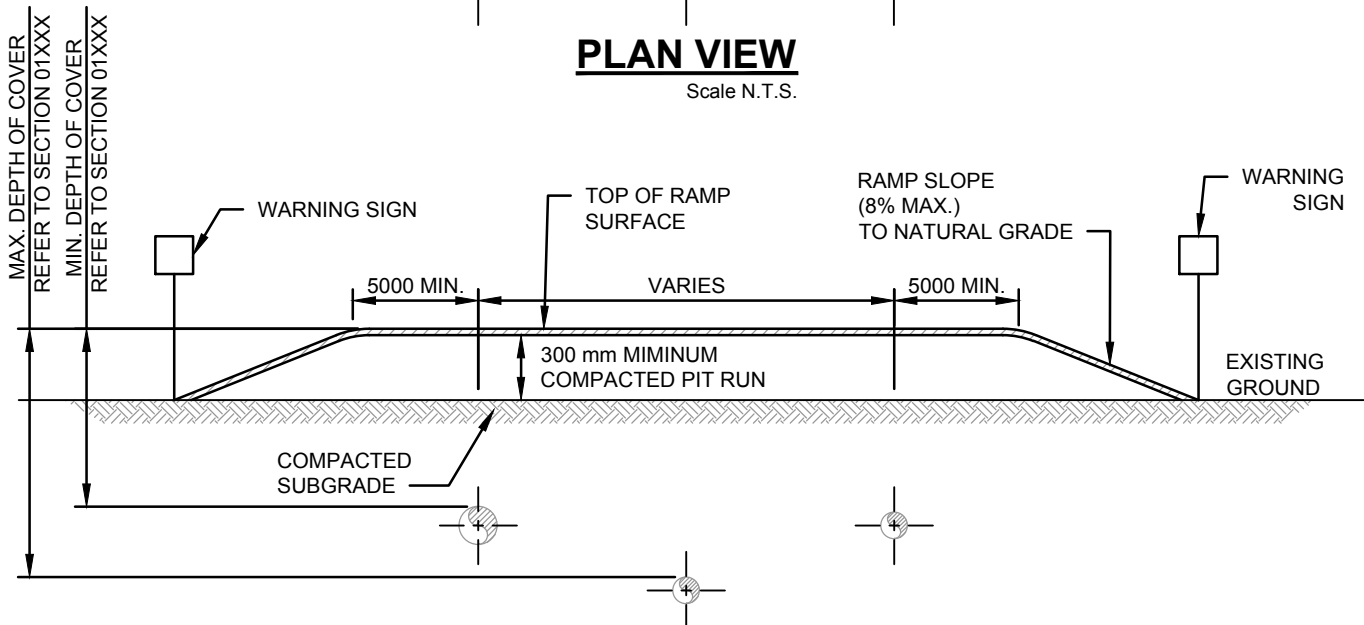 MAX. DEPTH OF COVER
REFER TO SECTION 01XXX
MIN. DEPTH OF COVER
REFER TO SECTION 01XXX
PLAN VIEW
Scale N.T.S.
WARNING SIGN
TOP OF RAMP
SURFACE
RAMP SLOPE
(8% MAX.)
TO NATURAL GRADE
WARNING
SIGN
5000 MIN.
VARIES
5000 MIN.
300 mm MIMINUM
COMPACTED PIT RUN
EXISTING
GROUND
COMPACTED
SUBGRADE